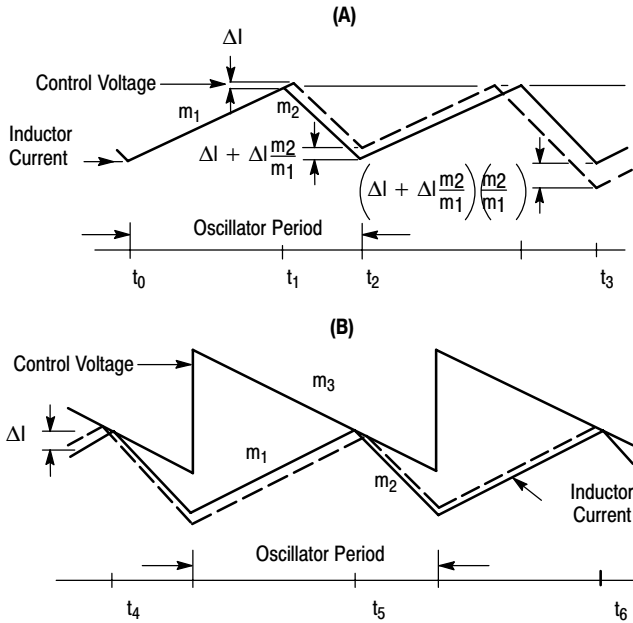 (A)
ΔI
Control Voltage
m1
m2
Inductor
Current
ΔI + ΔI m2/m1
(ΔI + ΔI m2/m1)(m2/m1)
Oscillator Period
t0
t1
t2
t3
(B)
Control Voltage
m3
ΔI
m1
m2
Inductor
Current
Oscillator Period
t4
t5
t6